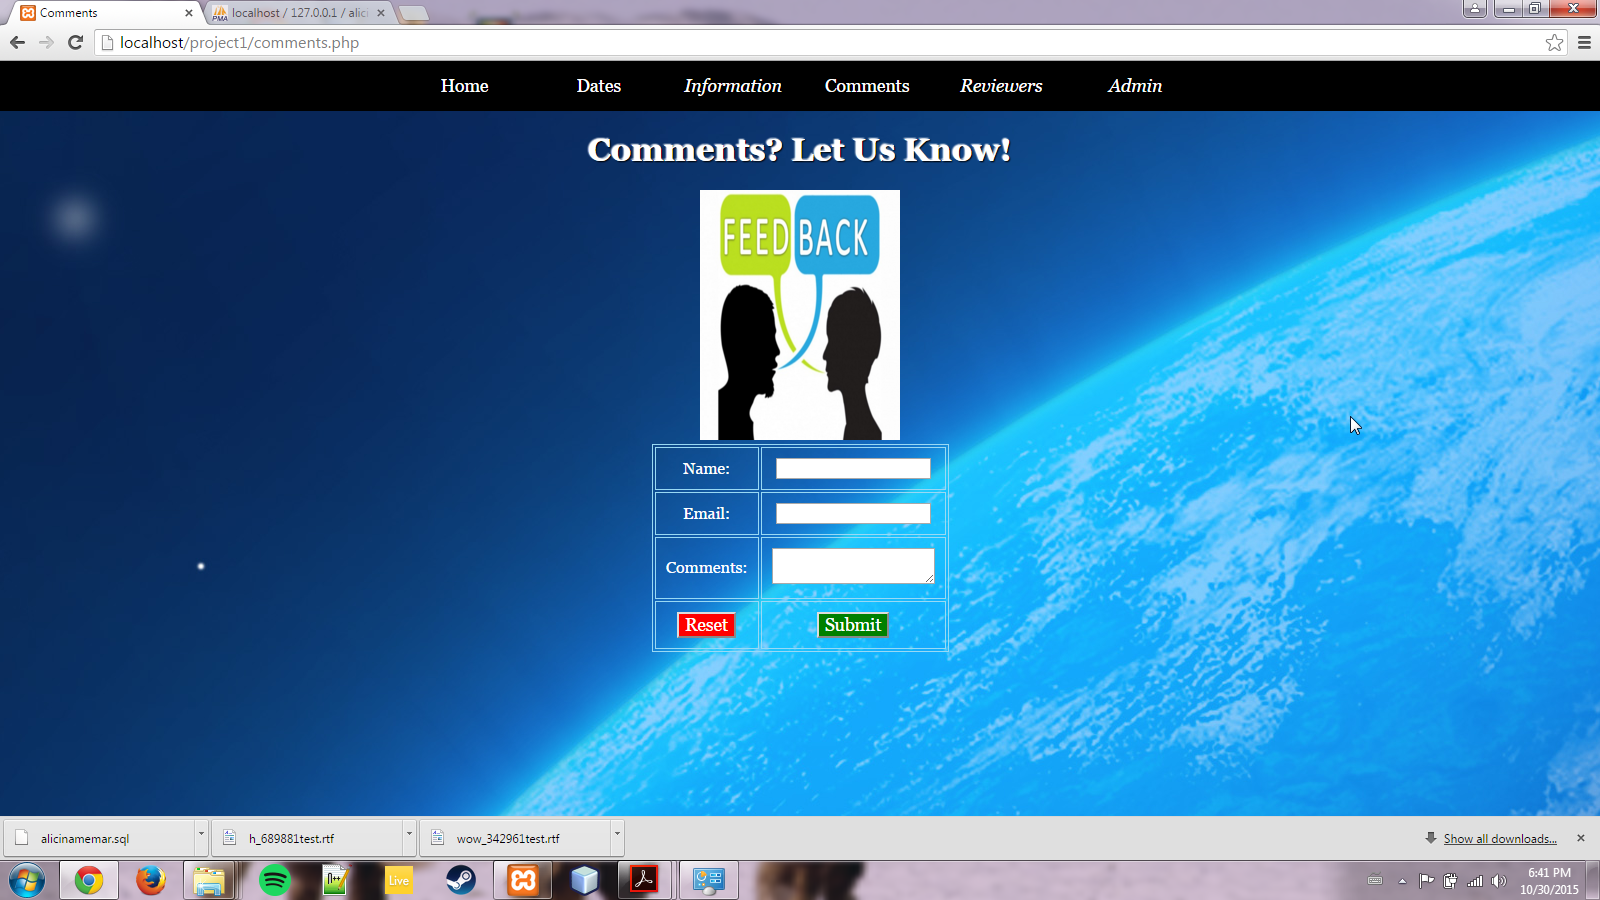 Comments
localhost / 127.0.0.1 / alici
localhost/project1/comments.php
Home Dates Information Comments Reviewers Admin
Comments? Let Us Know!
FEED BACK
Name:
Email:
Comments:
Reset Submit
alicinamemar.sql h_689881test.rtf wow_342961test.rtf Show all downloads...
Live
6:41 PM
10/30/2015